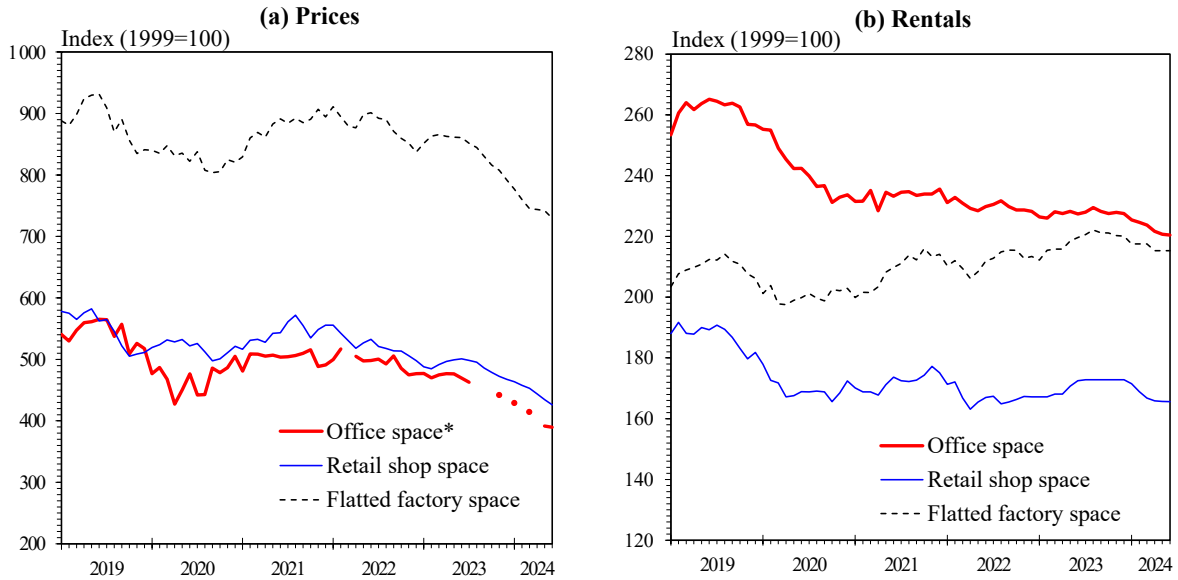 (a) Prices
Index (1999=100)
1 000
900
800
700
600
500
400
300
200
Office space*
Retail shop space
Flatted factory space
2019 2020 2021 2022 2023 2024
(b) Rentals
Index (1999=100)
280
260
240
220
200
180
160
140
120
Office space
Retail shop space
Flatted factory space
2019 2020 2021 2022 2023 2024